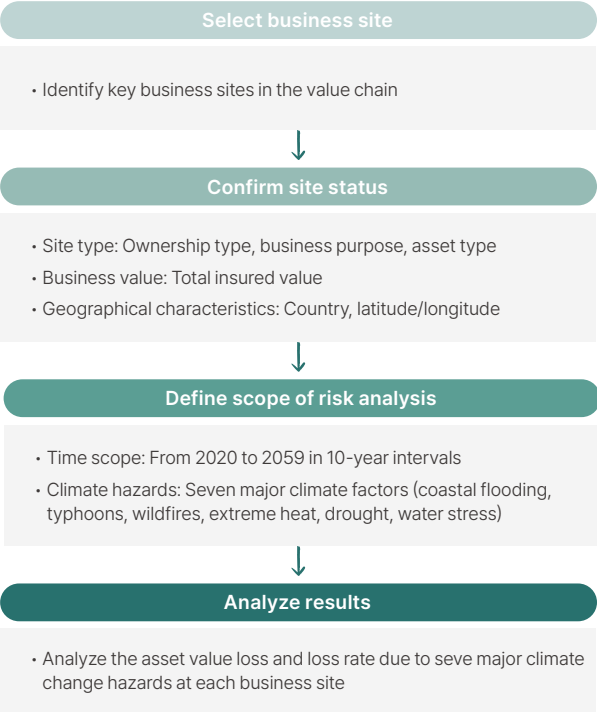 Select business site
• Identify key business sites in the value chain
Confirm site status
• Site type: Ownership type, business purpose, asset type
• Business value: Total insured value
• Geographical characteristics: Country, latitude/longitude
Define scope of risk analysis
• Time scope: From 2020 to 2059 in 10-year intervals
• Climate hazards: Seven major climate factors (coastal flooding,
typhoons, wildfires, extreme heat, drought, water stress)
Analyze results
• Analyze the asset value loss and loss rate due to seve major climate
change hazards at each business site